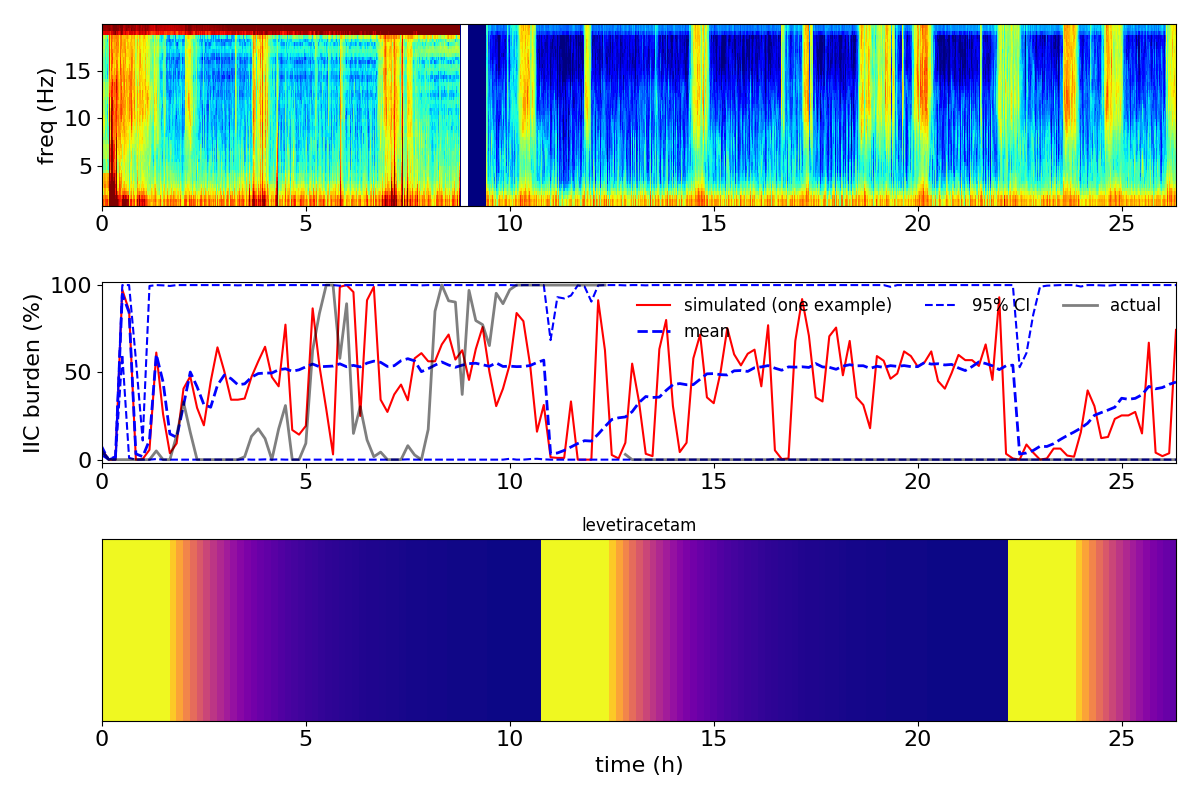 freq (Hz)
15
10
5
0 5 10 15 20 25
IIC burden (%)
100
50
0
simulated (one example)
mean
95% CI
actual
0 5 10 15 20 25
levetiracetam
0 5 10 15 20 25
time (h)